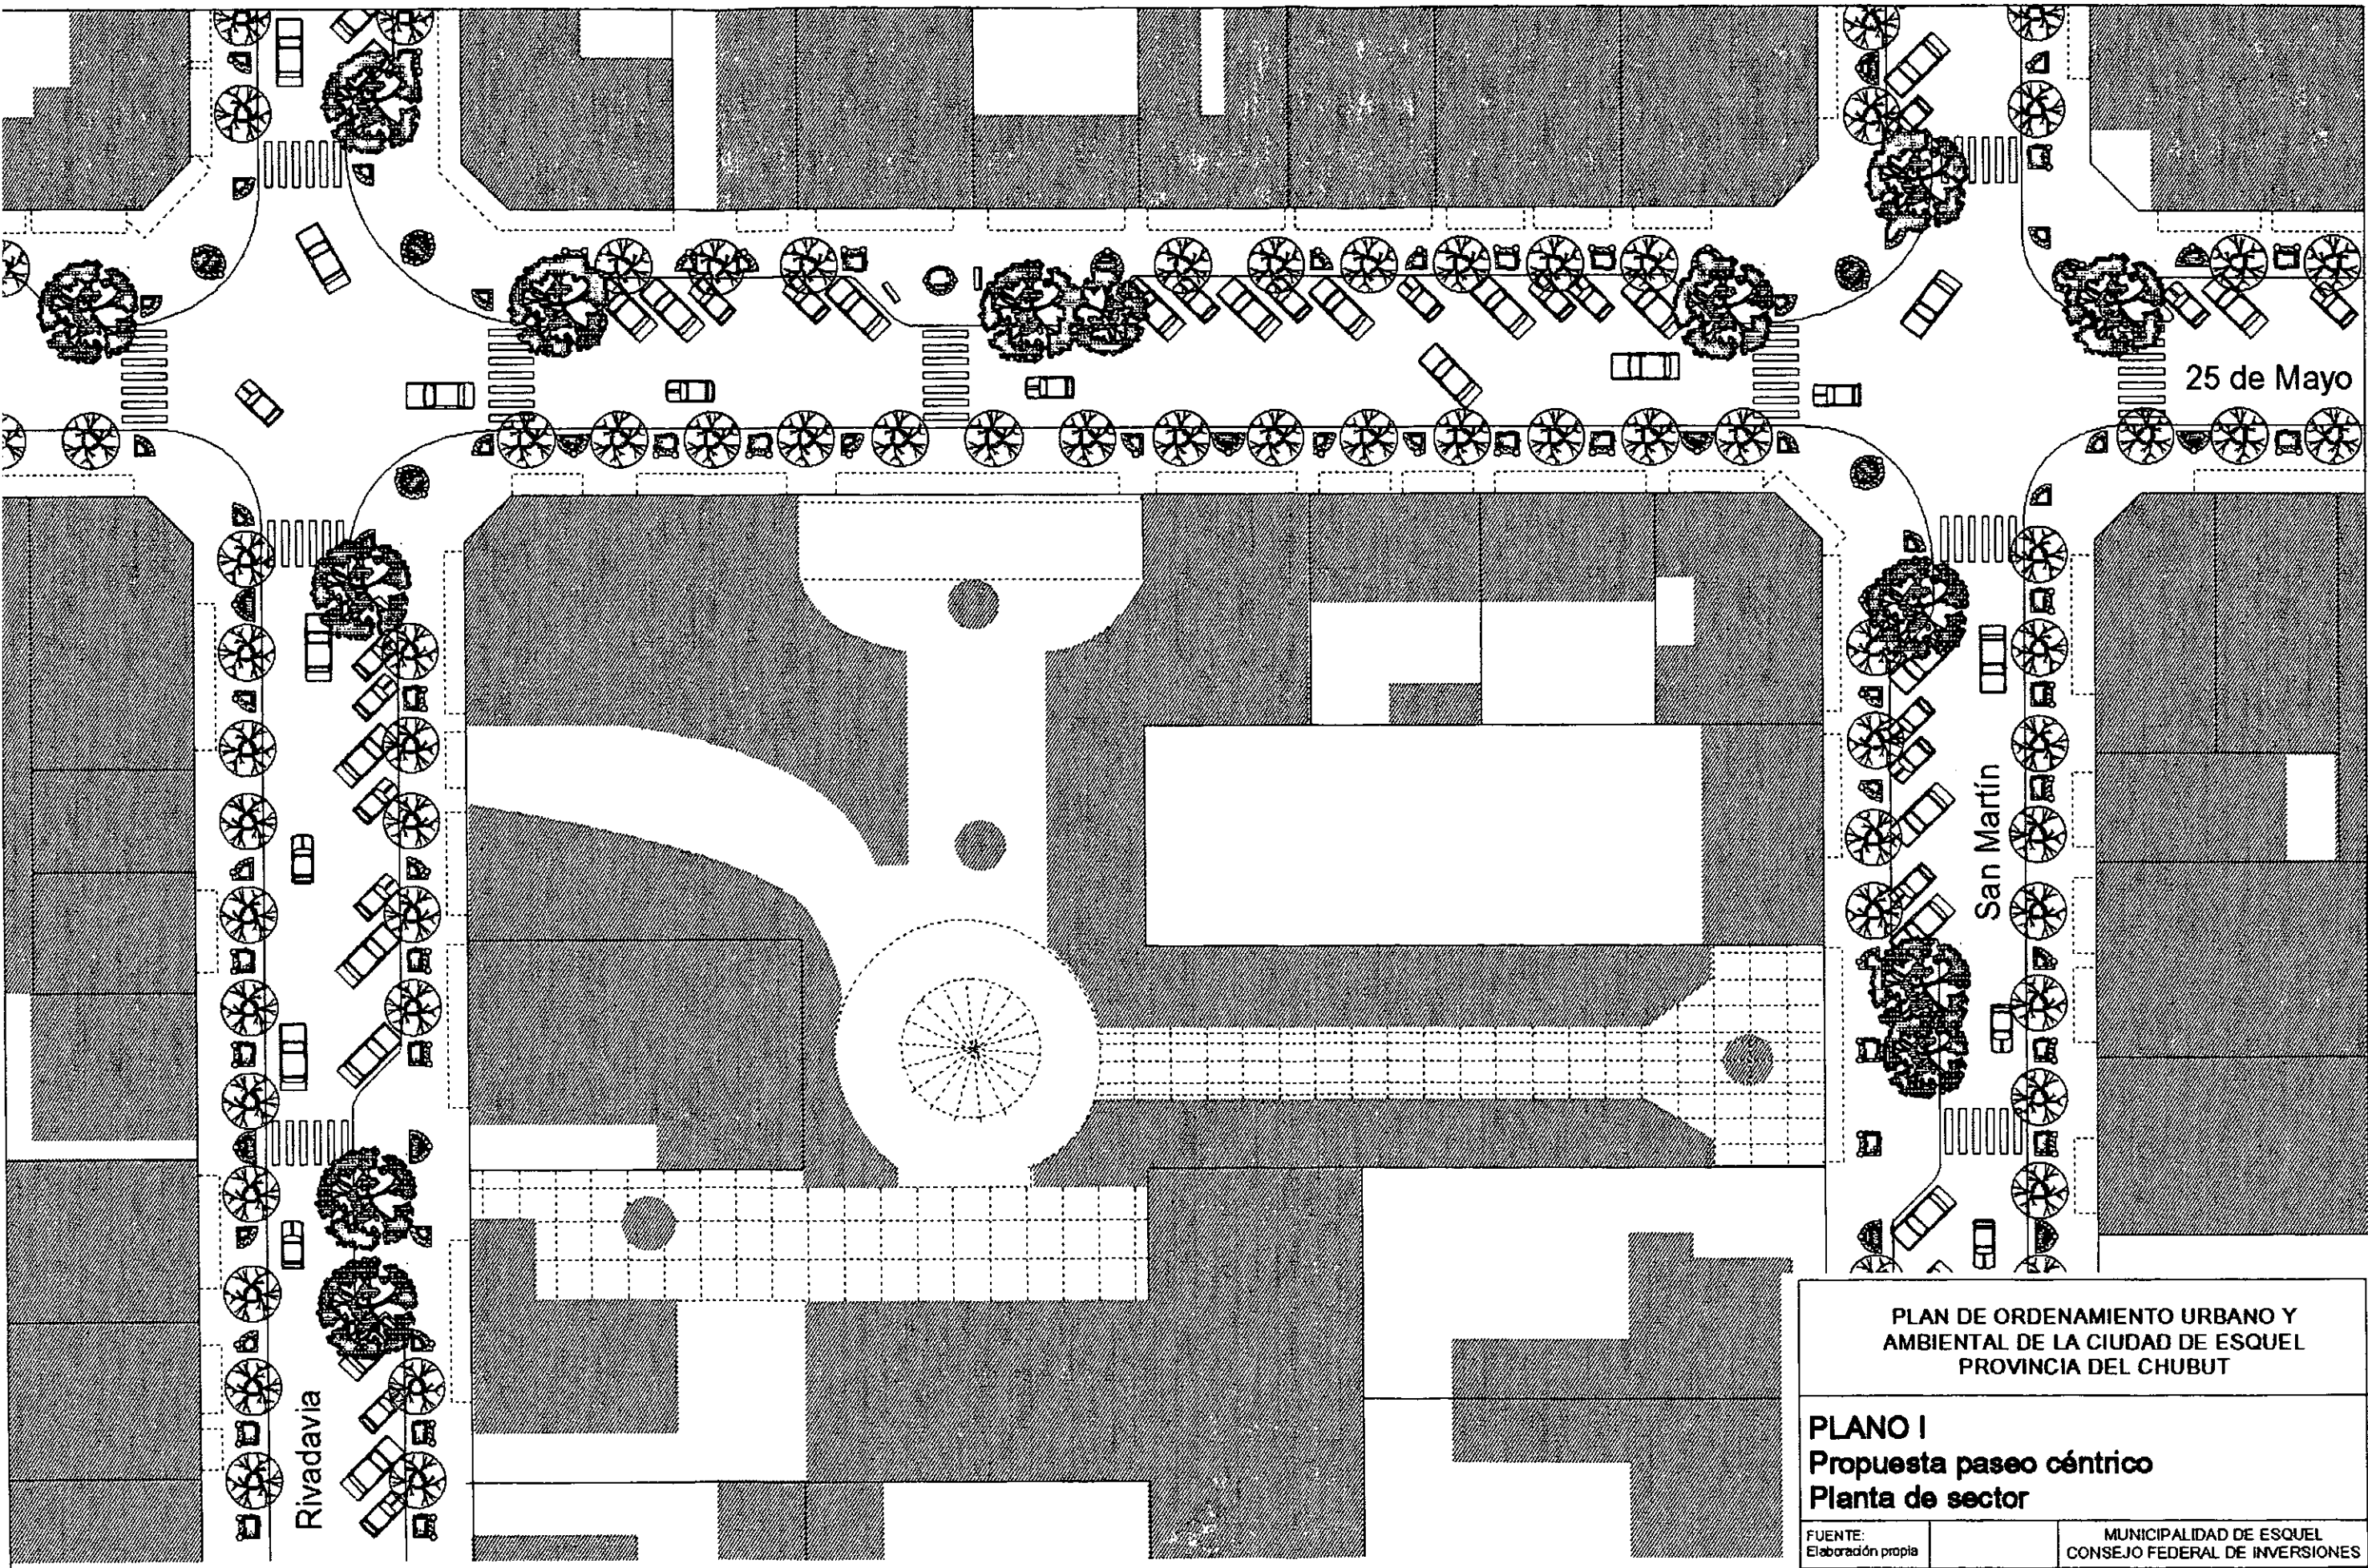 25 de Mayo
San Martín
Rivadavia
PLAN DE ORDENAMIENTO URBANO Y
AMBIENTAL DE LA CIUDAD DE ESQUEL
PROVINCIA DEL CHUBUT
PLANO I
Propuesta paseo céntrico
Planta de sector
FUENTE:
Elaboración propia
MUNICIPALIDAD DE ESQUEL
CONSEJO FEDERAL DE INVERSIONES